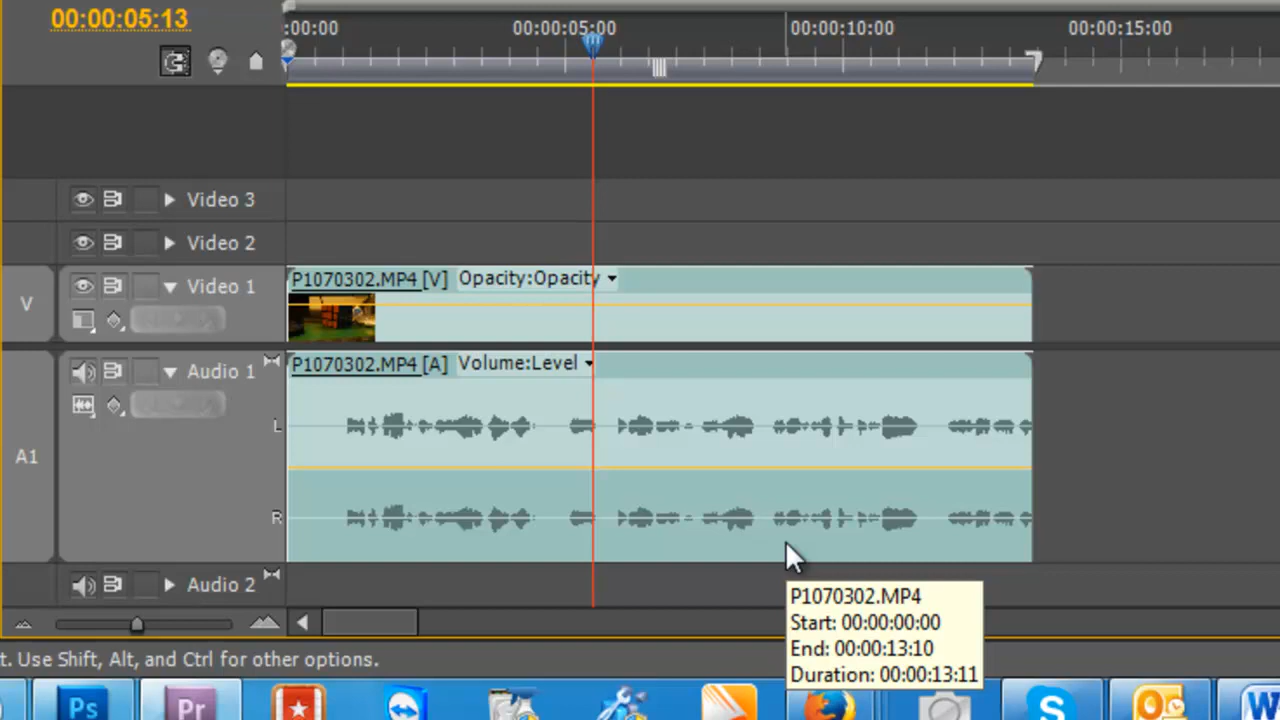 00:00:05:13
:00:00 00:00:05:00 00:00:10:00 00:00:15:00
Video 3
Video 2
V Video 1 P1070302.MP4 [V] Opacity:Opacity
Audio 1 P1070302.MP4 [A] Volume:Level
L
A1
R
Audio 2
P1070302.MP4
Start: 00:00:00:00
End: 00:00:13:10
Duration: 00:00:13:11
t. Use Shift, Alt, and Ctrl for other options.
Ps Pr S O W